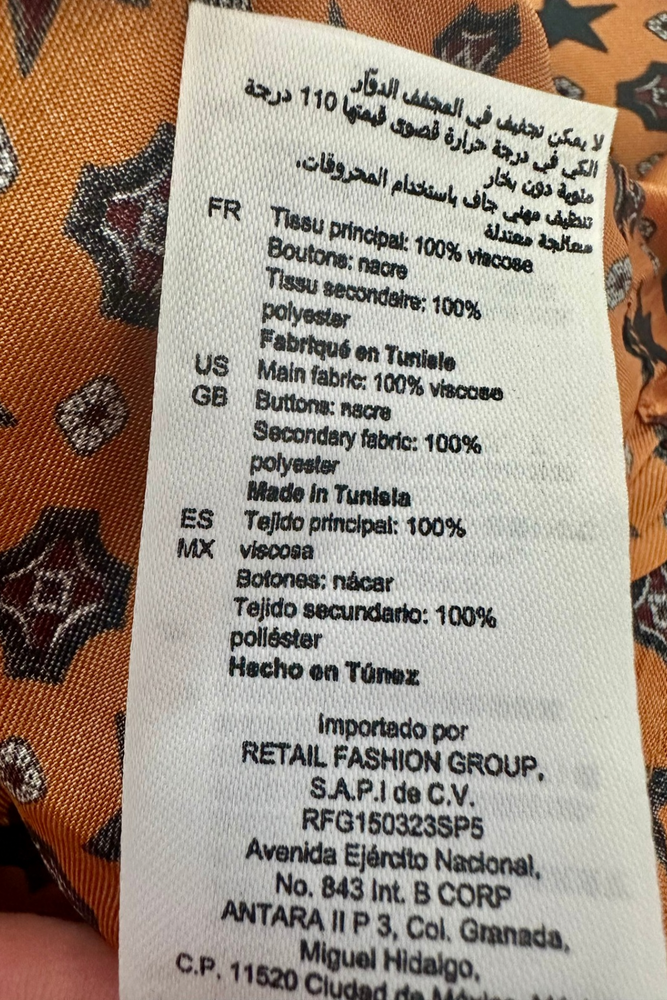 لا يمكن تجفيف في المجفف الدوّار
الكي في درجة حرارة قصوى قيمتها 110 درجة
مئوية دون بخار
تنظيف مهني جاف باستخدام المحروقات.
معالجة معتدلة
FR Tissu principal: 100% viscose
Boutons: nacre
Tissu secondaire: 100%
polyester
Fabriqué en Tunisie
US Main fabric: 100% viscose
GB Buttons: nacre
Secondary fabric: 100%
polyester
Made in Tunisia
ES Tejido principal: 100%
MX viscosa
Botones: nácar
Tejido secundario: 100%
poliéster
Hecho en Túnez
Importado por
RETAIL FASHION GROUP,
S.A.P.I de C.V.
RFG150323SP5
Avenida Ejército Nacional,
No. 843 Int. B CORP
ANTARA II P 3, Col. Granada,
Miguel Hidalgo,
C.P. 11520 Ciudad de México,